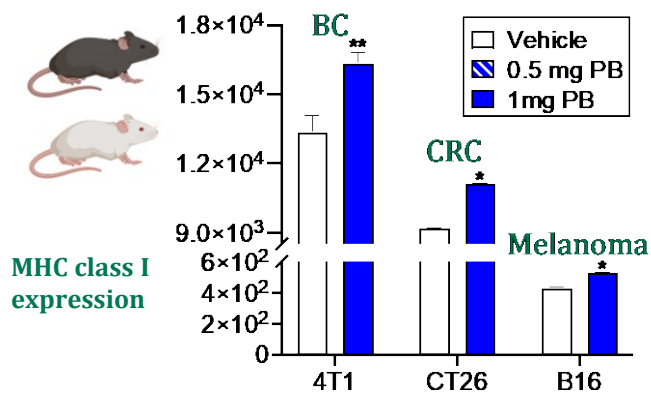 BC
**
Vehicle
0.5 mg PB
1mg PB
CRC
*
Melanoma
*
MHC class I
expression
1.8×10⁴
1.5×10⁴
1.2×10⁴
9.0×10³
6×10²
4×10²
2×10²
0
4T1 CT26 B16